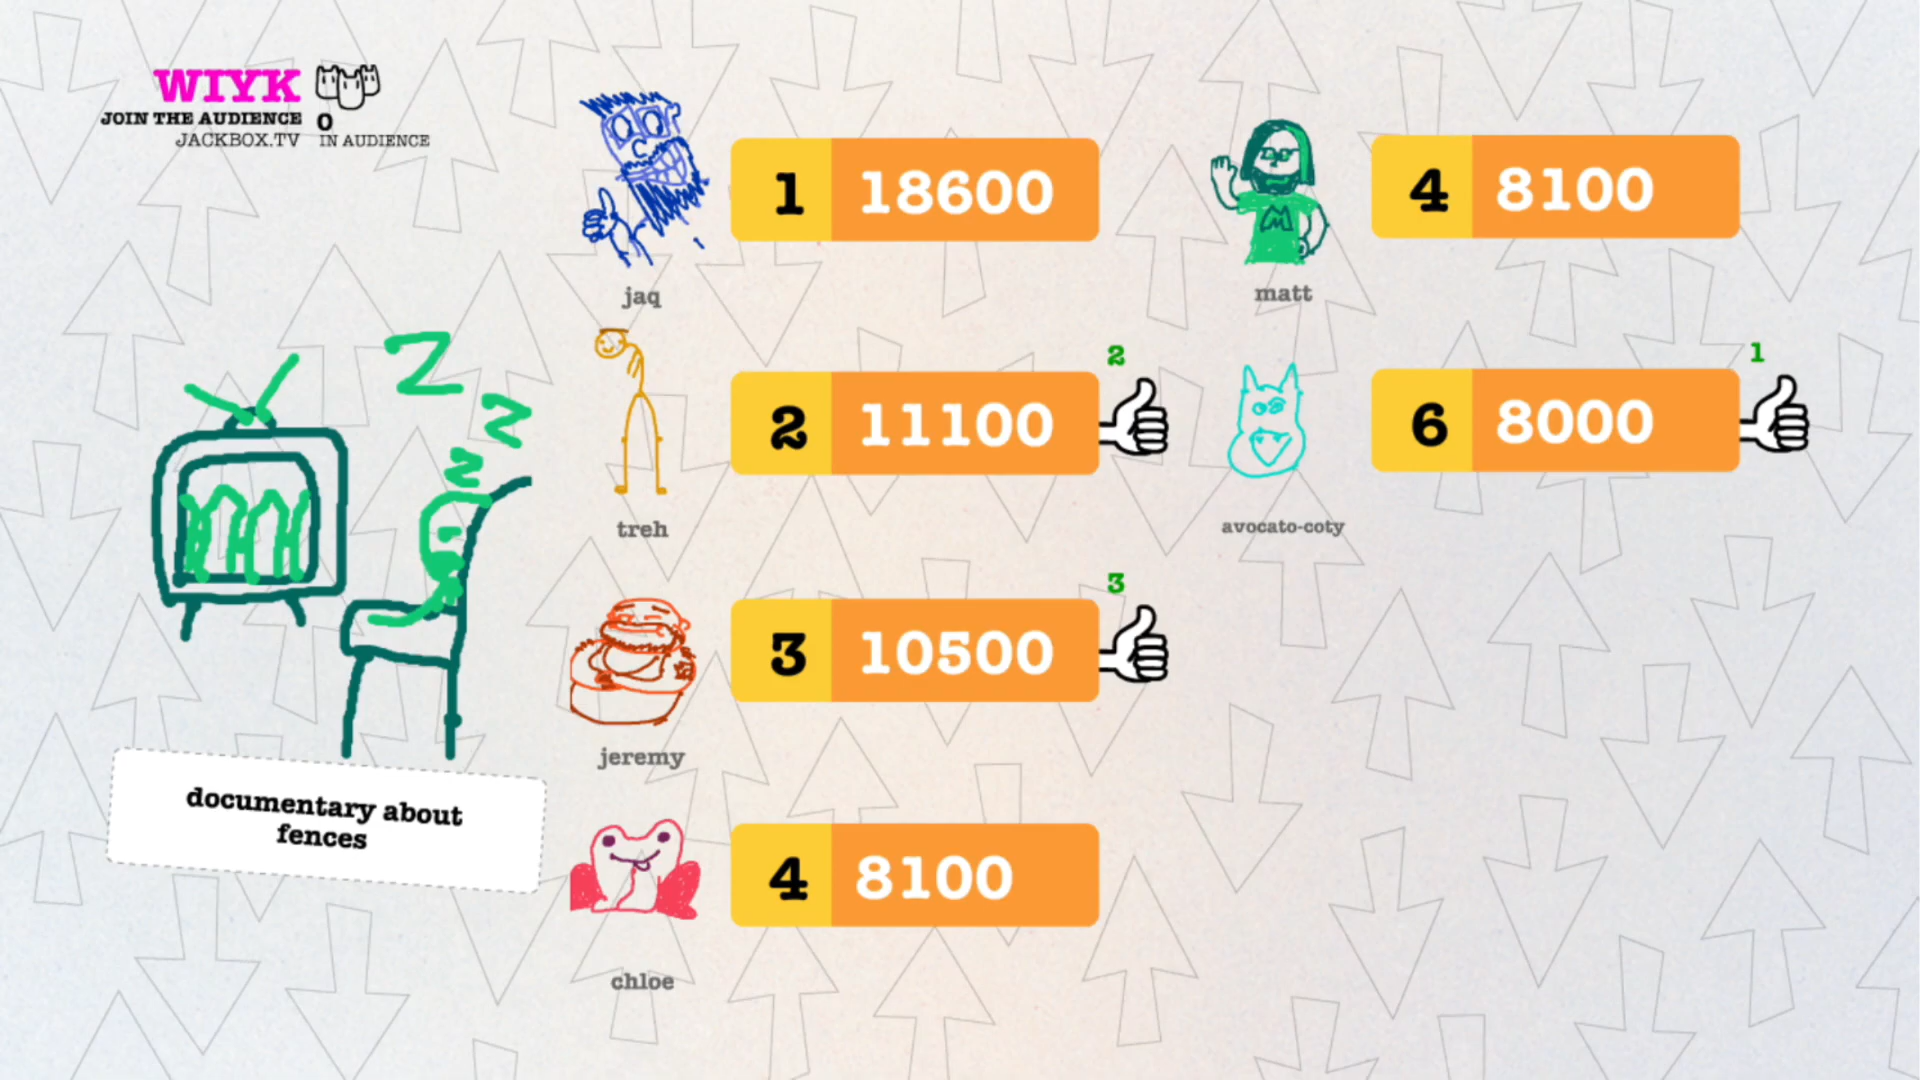 WIYK
JOIN THE AUDIENCE
JACKBOX.TV
0
IN AUDIENCE
Z
Z
Z
documentary about
fences
1 18600
jaq
2 11100
2
treh
3 10500
3
jeremy
4 8100
chloe
4 8100
M
matt
6 8000
1
avocato-coty